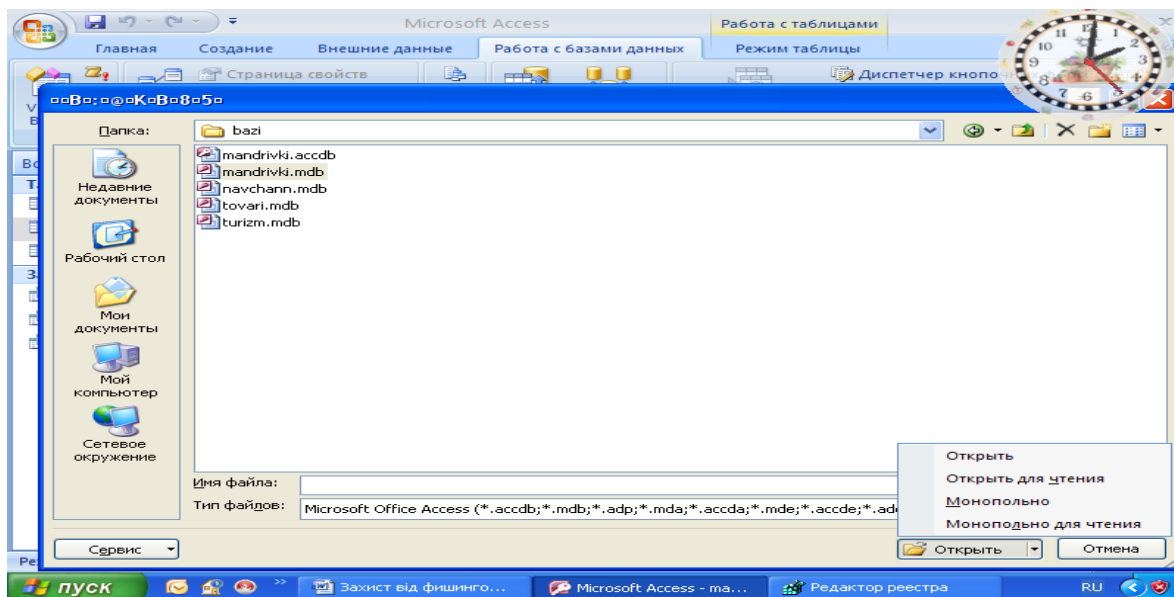 Microsoft Access
Работа с таблицами
Главная
Создание
Внешние данные
Работа с базами данных
Режим таблицы
Страница свойств
Диспетчер кнопо
¤¤B¤;¤@¤K¤B¤8¤5¤
Папка:
bazi
Недавние
документы
Рабочий стол
Мои
документы
Мой
компьютер
Сетевое
окружение
mandrivki.accdb
mandrivki.mdb
navchann.mdb
tovari.mdb
turizm.mdb
Имя файла:
Тип файлов:
Microsoft Office Access (*.accdb;*.mdb;*.adp;*.mda;*.accda;*.mde;*.accde;*.ad
Открыть
Открыть для чтения
Монопольно
Монопольно для чтения
Сервис
Открыть
Отмена
пуск
Захист від фишинго...
Microsoft Access - ma...
Редактор реестра
RU